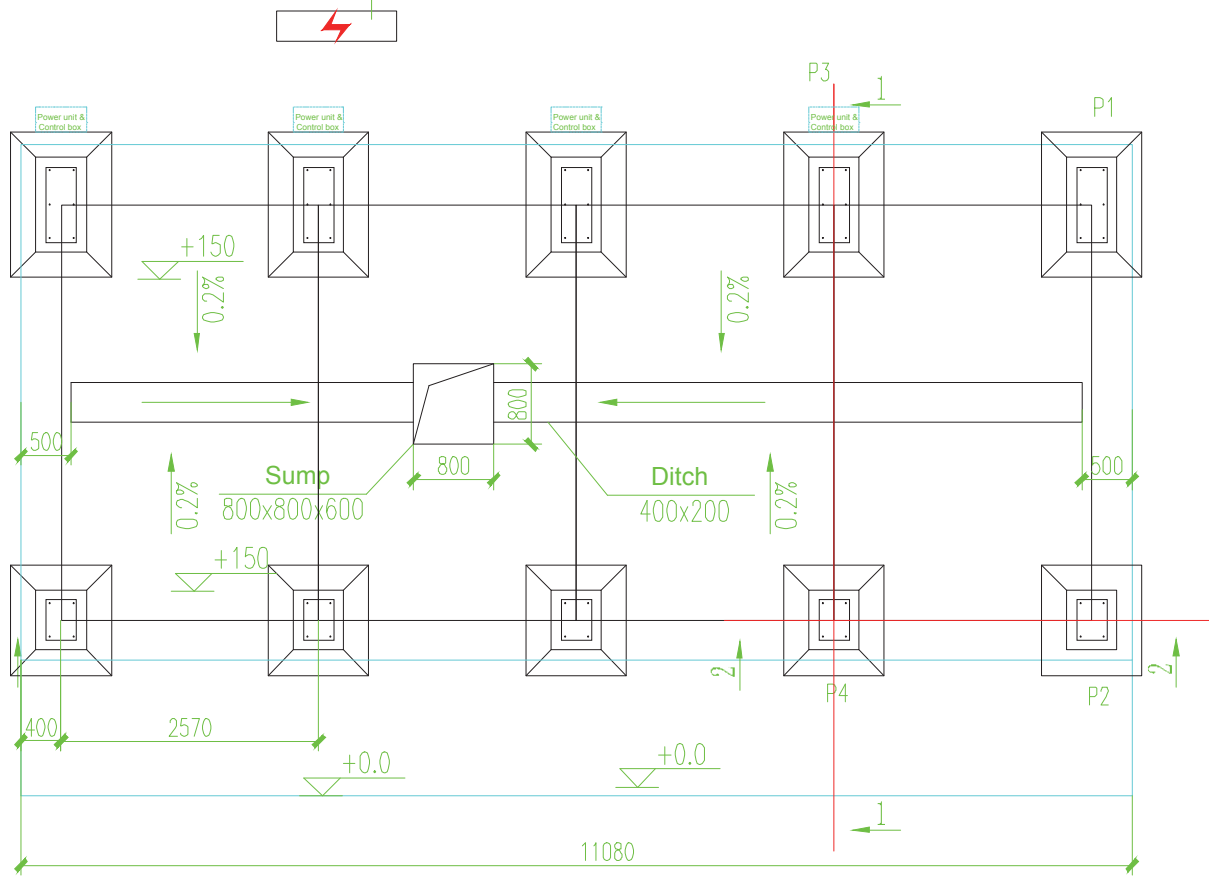 P3
1
P1
Power unit &
Control box
Power unit &
Control box
Power unit &
Control box
Power unit &
Control box
+150
0.2%
0.2%
800
500
800
500
Sump
800x800x600
Ditch
400x200
0.2%
0.2%
+150
2
2
P4
P2
400
2570
+0.0
+0.0
1
11080